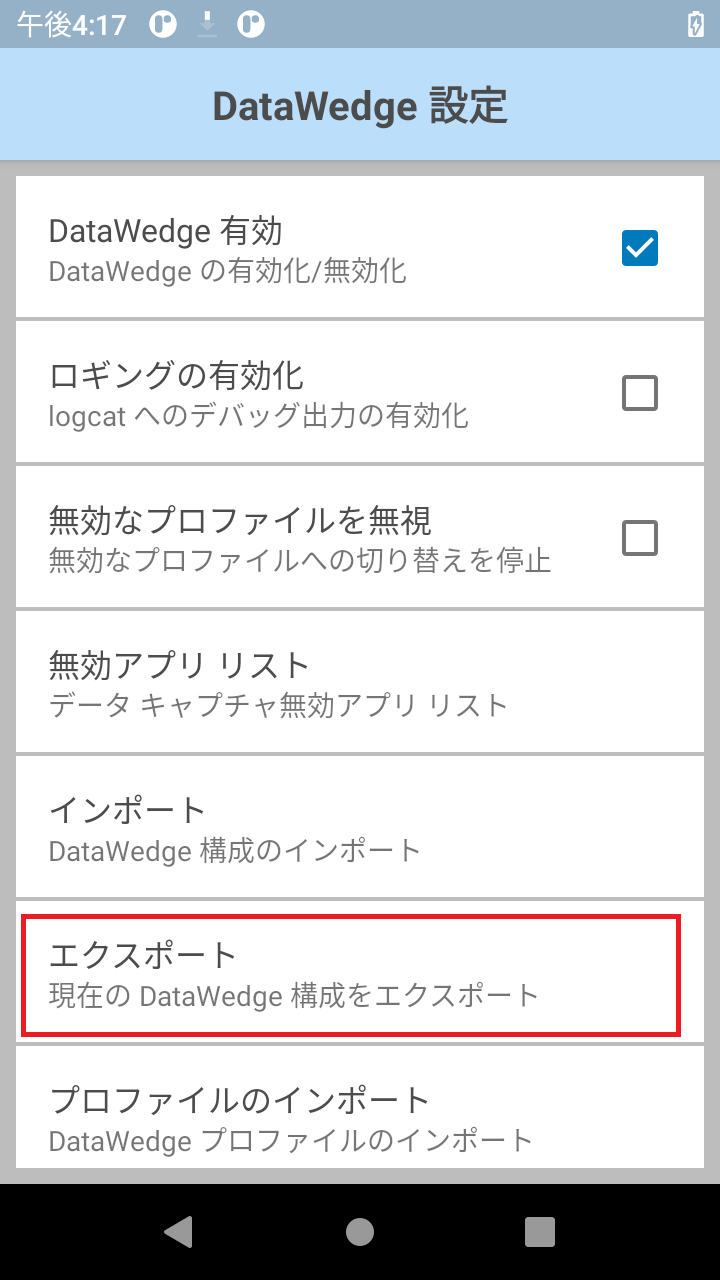 午後4:17
DataWedge 設定
DataWedge 有効
DataWedge の有効化/無効化
ロギングの有効化
logcat へのデバッグ出力の有効化
無効なプロファイルを無視
無効なプロファイルへの切り替えを停止
無効アプリ リスト
データ キャプチャ無効アプリ リスト
インポート
DataWedge 構成のインポート
エクスポート
現在の DataWedge 構成をエクスポート
プロファイルのインポート
DataWedge プロファイルのインポート